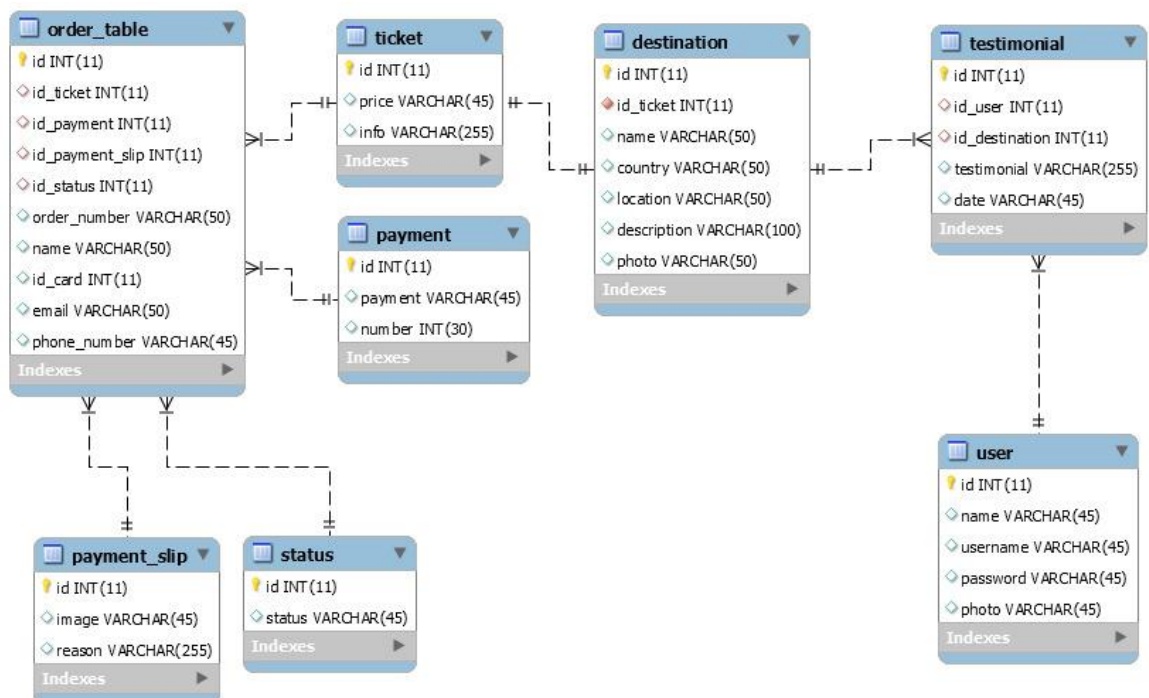 order_table
id INT(11)
id_ticket INT(11)
id_payment INT(11)
id_payment_slip INT(11)
id_status INT(11)
order_number VARCHAR(50)
name VARCHAR(50)
id_card INT(11)
email VARCHAR(50)
phone_number VARCHAR(45)
Indexes
ticket
id INT(11)
price VARCHAR(45)
info VARCHAR(255)
Indexes
payment
id INT(11)
payment VARCHAR(45)
number INT(30)
Indexes
destination
id INT(11)
id_ticket INT(11)
name VARCHAR(50)
country VARCHAR(50)
location VARCHAR(50)
description VARCHAR(100)
photo VARCHAR(50)
Indexes
testimonial
id INT(11)
id_user INT(11)
id_destination INT(11)
testimonial VARCHAR(255)
date VARCHAR(45)
Indexes
payment_slip
id INT(11)
image VARCHAR(45)
reason VARCHAR(255)
Indexes
status
id INT(11)
status VARCHAR(45)
Indexes
user
id INT(11)
name VARCHAR(45)
username VARCHAR(45)
password VARCHAR(45)
photo VARCHAR(45)
Indexes